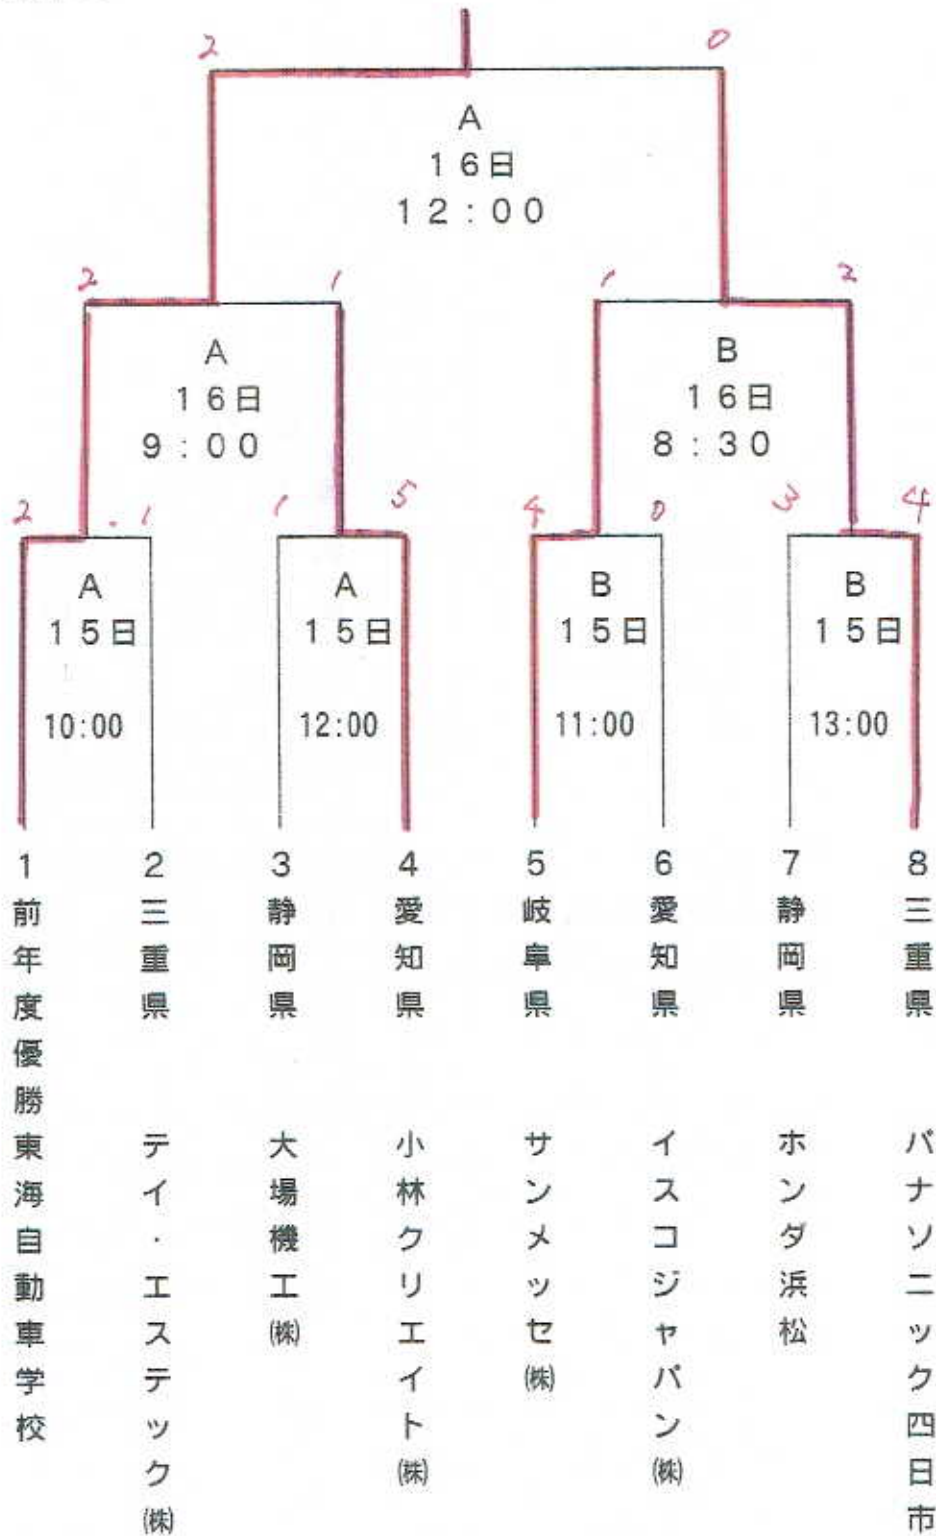 2 0
A
16日
12:00
2 1 1 2
A B
16日 16日
9:00 8:30
2 1 1 5 4 0 3 4
A A B B
15日 15日 15日 15日
10:00 12:00 11:00 13:00
1 前年度優勝 東海自動車学校
2 三重県 テイ・エステック㈱
3 静岡県 大場機工㈱
4 愛知県 小林クリエイト㈱
5 岐阜県 サンメッセ㈱
6 愛知県 イスコジャパン㈱
7 静岡県 ホンダ浜松
8 三重県 パナソニック四日市